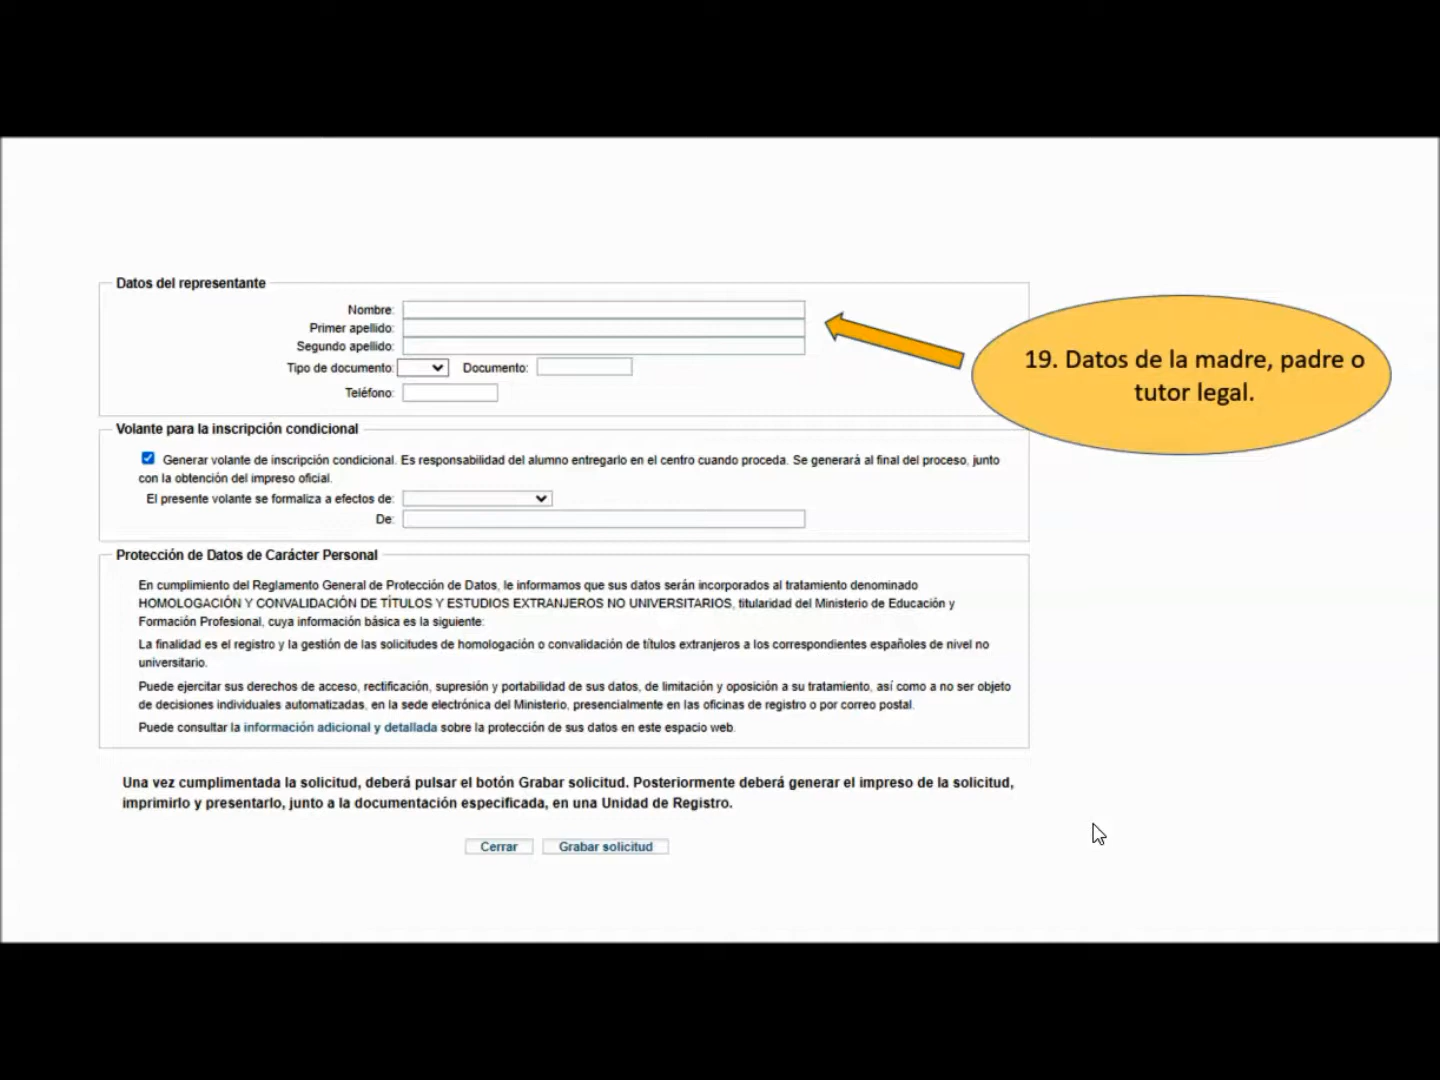 Datos del representante
Nombre:
Primer apellido:
Segundo apellido:
Tipo de documento: Documento:
Teléfono:
19. Datos de la madre, padre o
tutor legal.
Volante para la inscripción condicional
Generar volante de inscripción condicional. Es responsabilidad del alumno entregarlo en el centro cuando proceda. Se generará al final del proceso, junto
con la obtención del impreso oficial.
El presente volante se formaliza a efectos de:
De:
Protección de Datos de Carácter Personal
En cumplimiento del Reglamento General de Protección de Datos, le informamos que sus datos serán incorporados al tratamiento denominado
HOMOLOGACIÓN Y CONVALIDACIÓN DE TÍTULOS Y ESTUDIOS EXTRANJEROS NO UNIVERSITARIOS, titularidad del Ministerio de Educación y
Formación Profesional, cuya información básica es la siguiente:
La finalidad es el registro y la gestión de las solicitudes de homologación o convalidación de títulos extranjeros a los correspondientes españoles de nivel no
universitario.
Puede ejercitar sus derechos de acceso, rectificación, supresión y portabilidad de sus datos, de limitación y oposición a su tratamiento, así como a no ser objeto
de decisiones individuales automatizadas, en la sede electrónica del Ministerio, presencialmente en las oficinas de registro o por correo postal.
Puede consultar la información adicional y detallada sobre la protección de sus datos en este espacio web.
Una vez cumplimentada la solicitud, deberá pulsar el botón Grabar solicitud. Posteriormente deberá generar el impreso de la solicitud,
imprimirlo y presentarlo, junto a la documentación especificada, en una Unidad de Registro.
Cerrar Grabar solicitud